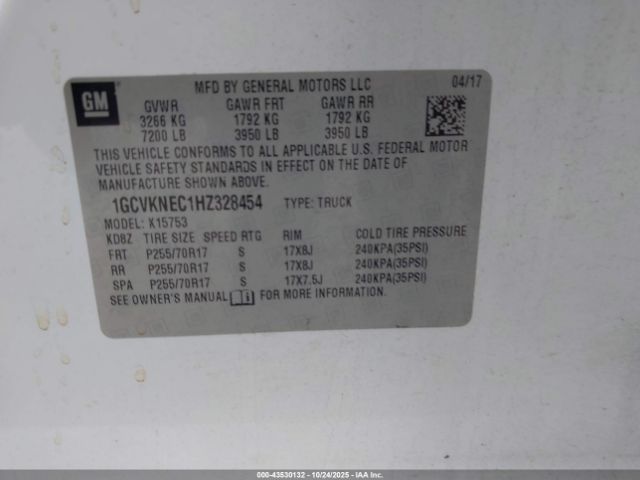 GM
MFD BY GENERAL MOTORS LLC 04/17
GVWR GAWR FRT GAWR RR
3266 KG 1792 KG 1792 KG
7200 LB 3950 LB 3950 LB
THIS VEHICLE CONFORMS TO ALL APPLICABLE U.S. FEDERAL MOTOR
VEHICLE SAFETY STANDARDS IN EFFECT ON THE DATE OF
MANUFACTURE SHOWN ABOVE.
1GCVKNEC1HZ328454 TYPE: TRUCK
MODEL: K15753
KD8Z TIRE SIZE SPEED RTG RIM COLD TIRE PRESSURE
FRT P255/70R17 S 17X8J 240KPA(35PSI)
RR P255/70R17 S 17X8J 240KPA(35PSI)
SPA P255/70R17 S 17X7.5J 240KPA(35PSI)
SEE OWNER'S MANUAL FOR MORE INFORMATION.
000-43530132 - 10/24/2025 - IAAI.COM